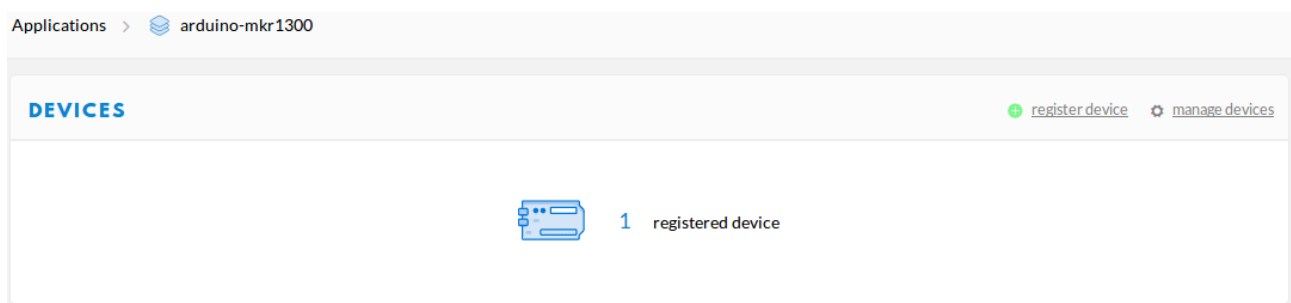 Applications > arduino-mkr1300
DEVICES register device manage devices
1 registered device